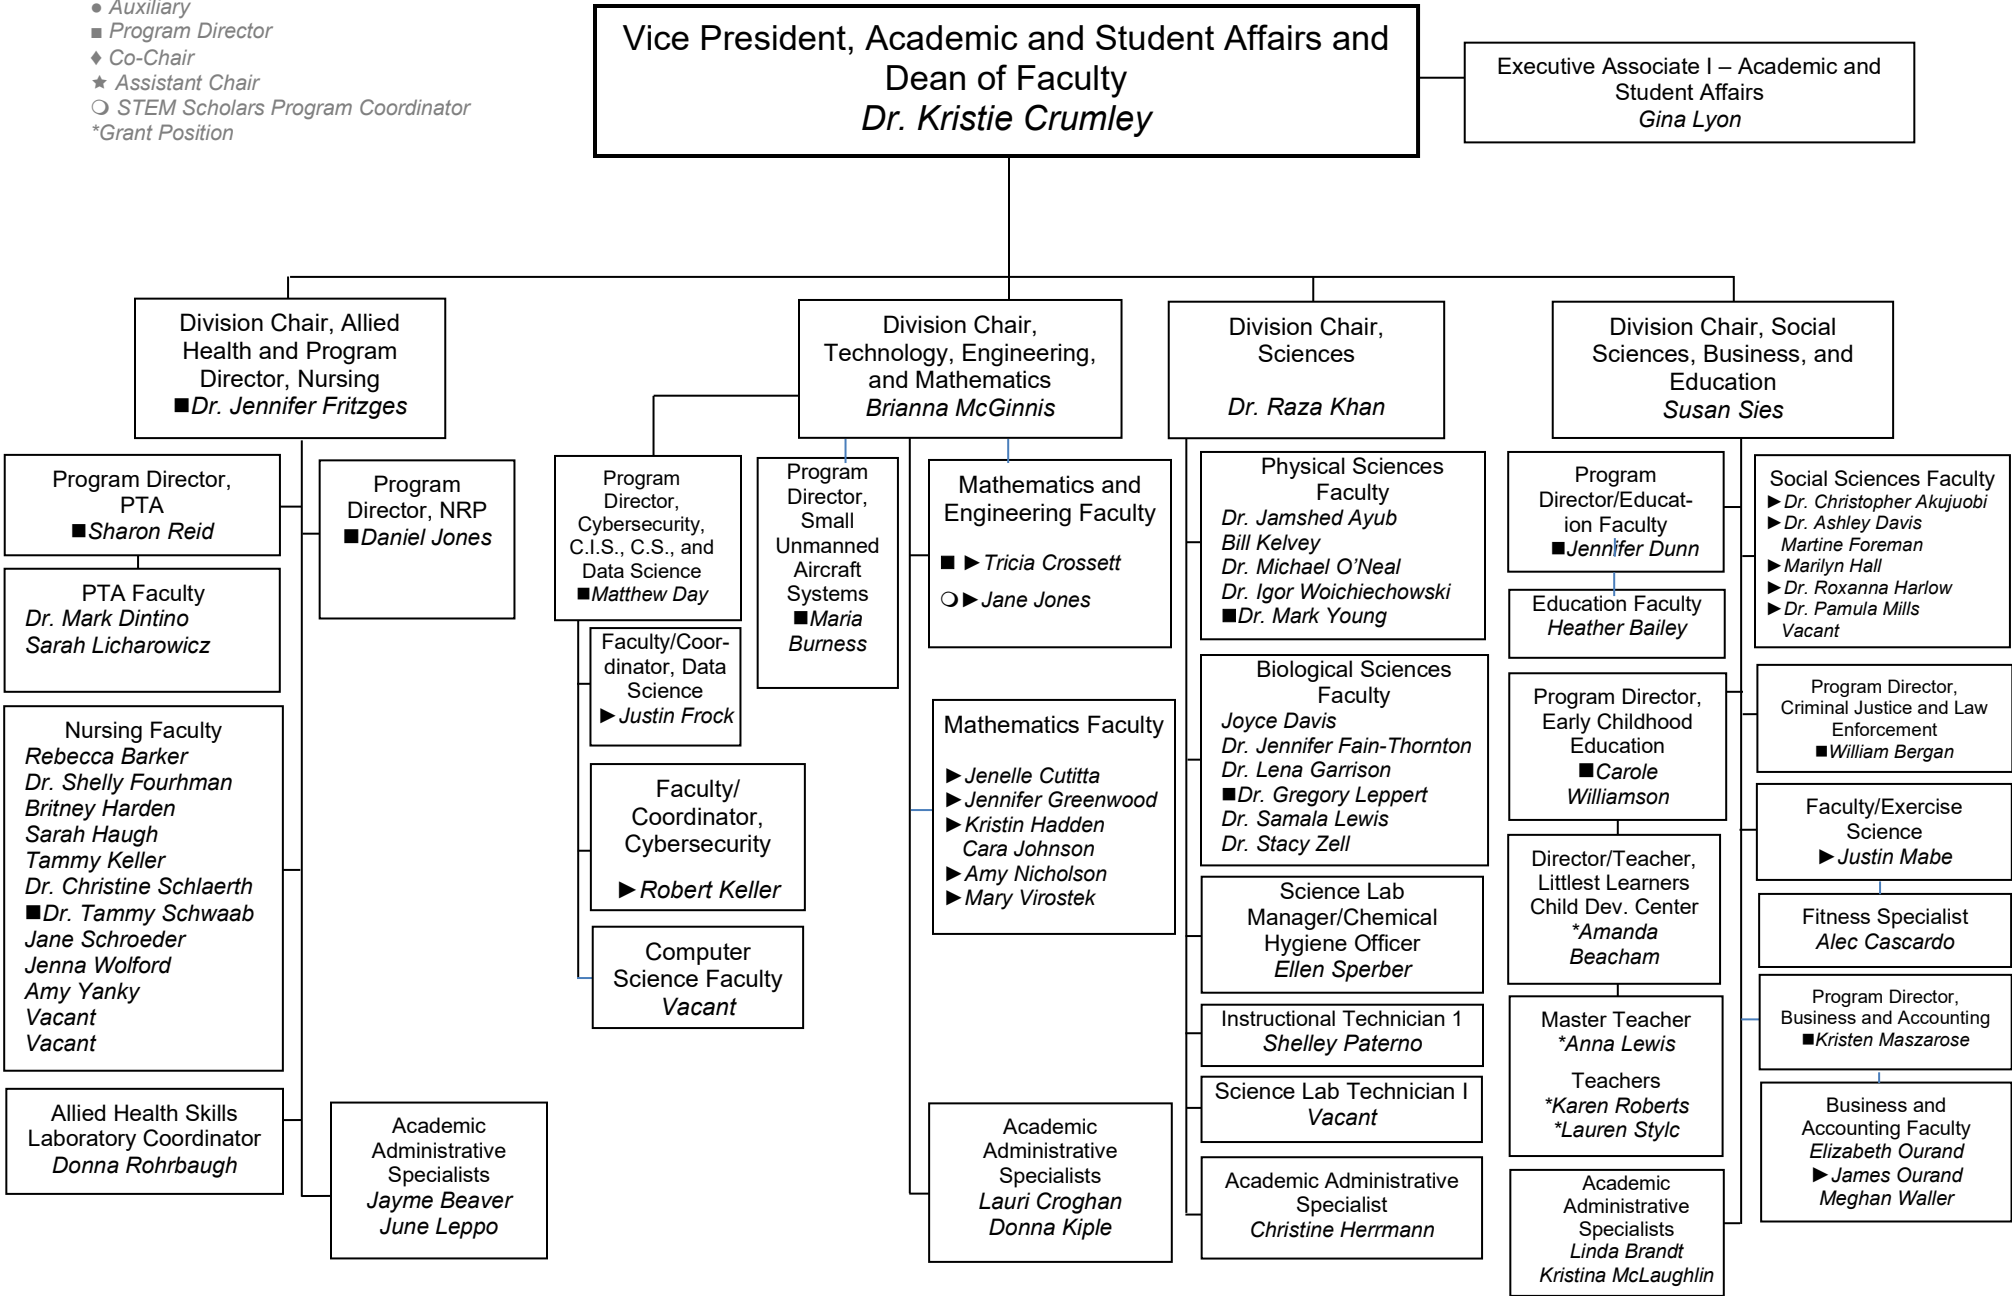 ● Auxiliary
■ Program Director
♦ Co-Chair
★ Assistant Chair
❍ STEM Scholars Program Coordinator
*Grant Position
Vice President, Academic and Student Affairs and
Dean of Faculty
Dr. Kristie Crumley
Executive Associate I – Academic and
Student Affairs
Gina Lyon
Division Chair, Allied
Health and Program
Director, Nursing
■Dr. Jennifer Fritzges
Program Director,
PTA
■Sharon Reid
Program
Director, NRP
■Daniel Jones
PTA Faculty
Dr. Mark Dintino
Sarah Licharowicz
Nursing Faculty
Rebecca Barker
Dr. Shelly Fourhman
Britney Harden
Sarah Haugh
Tammy Keller
Dr. Christine Schlaerth
■Dr. Tammy Schwaab
Jane Schroeder
Jenna Wolford
Amy Yanky
Vacant
Vacant
Allied Health Skills
Laboratory Coordinator
Donna Rohrbaugh
Academic
Administrative
Specialists
Jayme Beaver
June Leppo
Division Chair,
Technology, Engineering,
and Mathematics
Brianna McGinnis
Program
Director,
Cybersecurity,
C.I.S., C.S., and
Data Science
■Matthew Day
Faculty/Coor-
dinator, Data
Science
►Justin Frock
Faculty/
Coordinator,
Cybersecurity
►Robert Keller
Computer
Science Faculty
Vacant
Program
Director,
Small
Unmanned
Aircraft
Systems
■Maria
Burness
Mathematics and
Engineering Faculty
■ ►Tricia Crossett
❍►Jane Jones
Mathematics Faculty
►Jenelle Cutitta
►Jennifer Greenwood
►Kristin Hadden
Cara Johnson
►Amy Nicholson
►Mary Virostek
Academic
Administrative
Specialists
Lauri Croghan
Donna Kiple
Division Chair,
Sciences
Dr. Raza Khan
Physical Sciences
Faculty
Dr. Jamshed Ayub
Bill Kelvey
Dr. Michael O’Neal
Dr. Igor Woichiechowski
■Dr. Mark Young
Biological Sciences
Faculty
Joyce Davis
Dr. Jennifer Fain-Thornton
Dr. Lena Garrison
■Dr. Gregory Leppert
Dr. Samala Lewis
Dr. Stacy Zell
Science Lab
Manager/Chemical
Hygiene Officer
Ellen Sperber
Instructional Technician 1
Shelley Paterno
Science Lab Technician I
Vacant
Academic Administrative
Specialist
Christine Herrmann
Division Chair, Social
Sciences, Business, and
Education
Susan Sies
Program
Director/Educat-
ion Faculty
■Jennifer Dunn
Education Faculty
Heather Bailey
Program Director,
Early Childhood
Education
■Carole
Williamson
Director/Teacher,
Littlest Learners
Child Dev. Center
*Amanda
Beacham
Master Teacher
*Anna Lewis
Teachers
*Karen Roberts
*Lauren Stylc
Academic
Administrative
Specialists
Linda Brandt
Kristina McLaughlin
Social Sciences Faculty
►Dr. Christopher Akujuobi
►Dr. Ashley Davis
Martine Foreman
►Marilyn Hall
►Dr. Roxanna Harlow
►Dr. Pamula Mills
Vacant
Program Director,
Criminal Justice and Law
Enforcement
■William Bergan
Faculty/Exercise
Science
►Justin Mabe
Fitness Specialist
Alec Cascardo
Program Director,
Business and Accounting
■Kristen Maszarose
Business and
Accounting Faculty
Elizabeth Ourand
►James Ourand
Meghan Waller